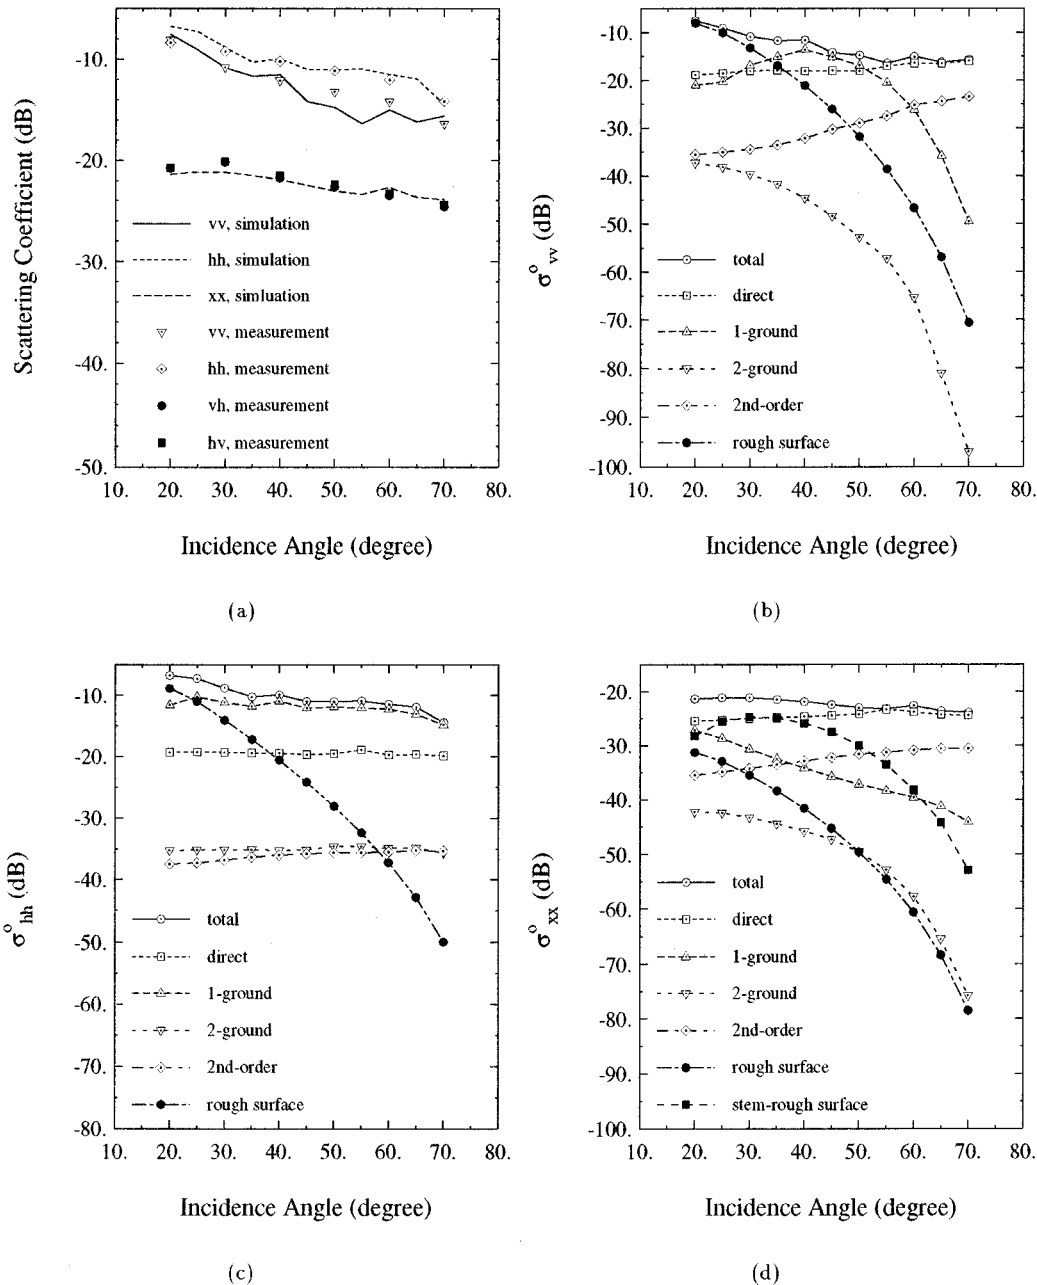 -10.
-20.
-30.
-40.
-50.
10. 20. 30. 40. 50. 60. 70. 80.
Scattering Coefficient (dB)
Incidence Angle (degree)
vv, simulation
hh, simulation
xx, simluation
vv, measurement
hh, measurement
vh, measurement
hv, measurement
(a)
-10.
-20.
-30.
-40.
-50.
-60.
-70.
-80.
-90.
-100.
10. 20. 30. 40. 50. 60. 70. 80.
σ°vv (dB)
Incidence Angle (degree)
total
direct
1-ground
2-ground
2nd-order
rough surface
(b)
-10.
-20.
-30.
-40.
-50.
-60.
-70.
-80.
10. 20. 30. 40. 50. 60. 70. 80.
σ°hh (dB)
Incidence Angle (degree)
total
direct
1-ground
2-ground
2nd-order
rough surface
(c)
-20.
-30.
-40.
-50.
-60.
-70.
-80.
-90.
-100.
10. 20. 30. 40. 50. 60. 70. 80.
σ°xx (dB)
Incidence Angle (degree)
total
direct
1-ground
2-ground
2nd-order
rough surface
stem-rough surface
(d)